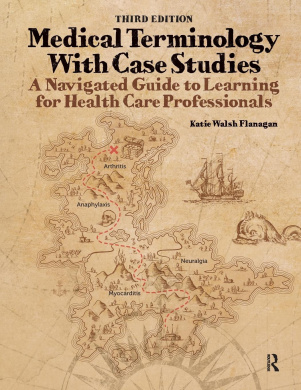 THIRD EDITION
Medical Terminology
With Case Studies
A Navigated Guide to Learning
for Health Care Professionals
Katie Walsh Flanagan
Arthritis
Anaphylaxis
Neuralgia
Myocarditis
R